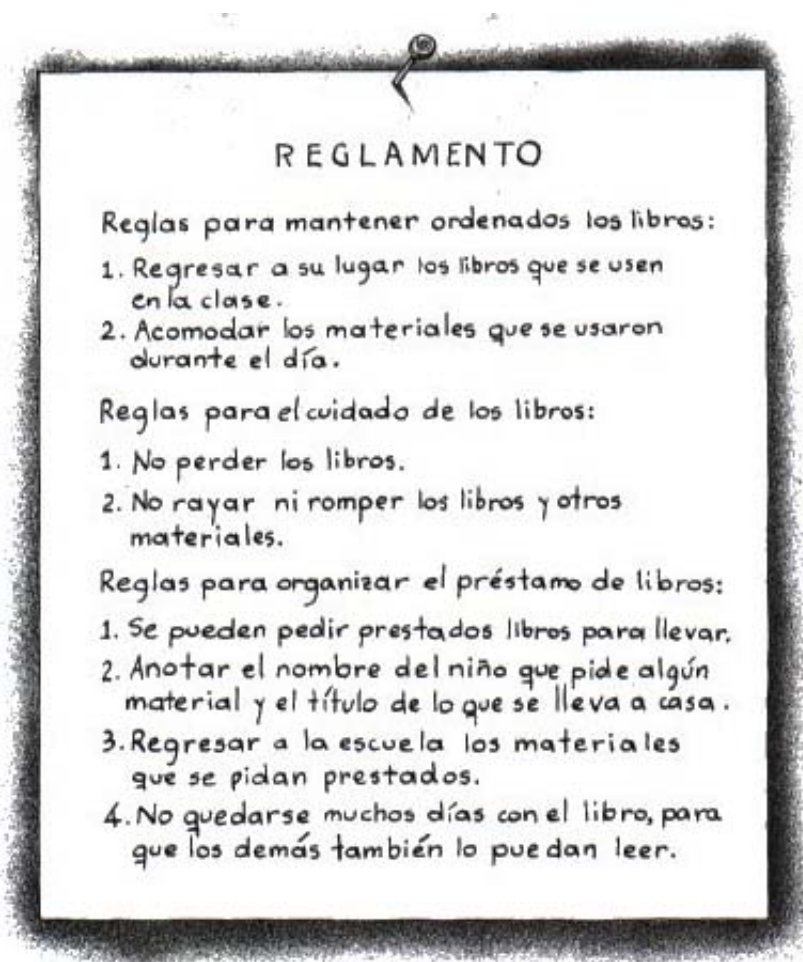 REGLAMENTO
Reglas para mantener ordenados los libros:
1. Regresar a su lugar los libros que se usen
en la clase.
2. Acomodar los materiales que se usaron
durante el día.
Reglas para el cuidado de los libros:
1. No perder los libros.
2. No rayar ni romper los libros y otros
materiales.
Reglas para organizar el préstamo de libros:
1. Se pueden pedir prestados libros para llevar.
2. Anotar el nombre del niño que pide algún
material y el título de lo que se lleva a casa.
3. Regresar a la escuela los materiales
que se pidan prestados.
4. No quedarse muchos días con el libro, para
que los demás también lo puedan leer.